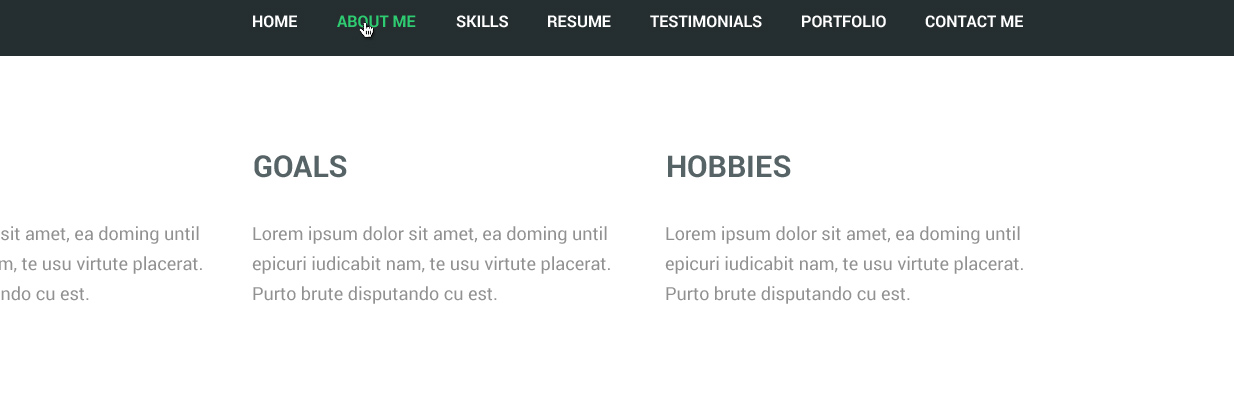 HOME ABOUT ME SKILLS RESUME TESTIMONIALS PORTFOLIO CONTACT ME
sit amet, ea doming until
te usu virtute placerat.
cu est.
GOALS
Lorem ipsum dolor sit amet, ea doming until
epicuri iudicabit nam, te usu virtute placerat.
Purto brute disputando cu est.
HOBBIES
Lorem ipsum dolor sit amet, ea doming until
epicuri iudicabit nam, te usu virtute placerat.
Purto brute disputando cu est.